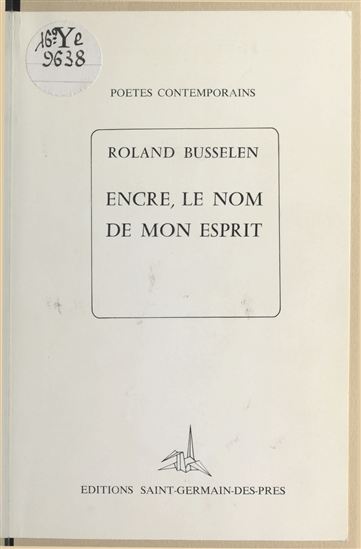 16° Ye
9638
POETES CONTEMPORAINS
ROLAND BUSSELEN
ENCRE, LE NOM
DE MON ESPRIT
EDITIONS SAINT-GERMAIN-DES-PRES